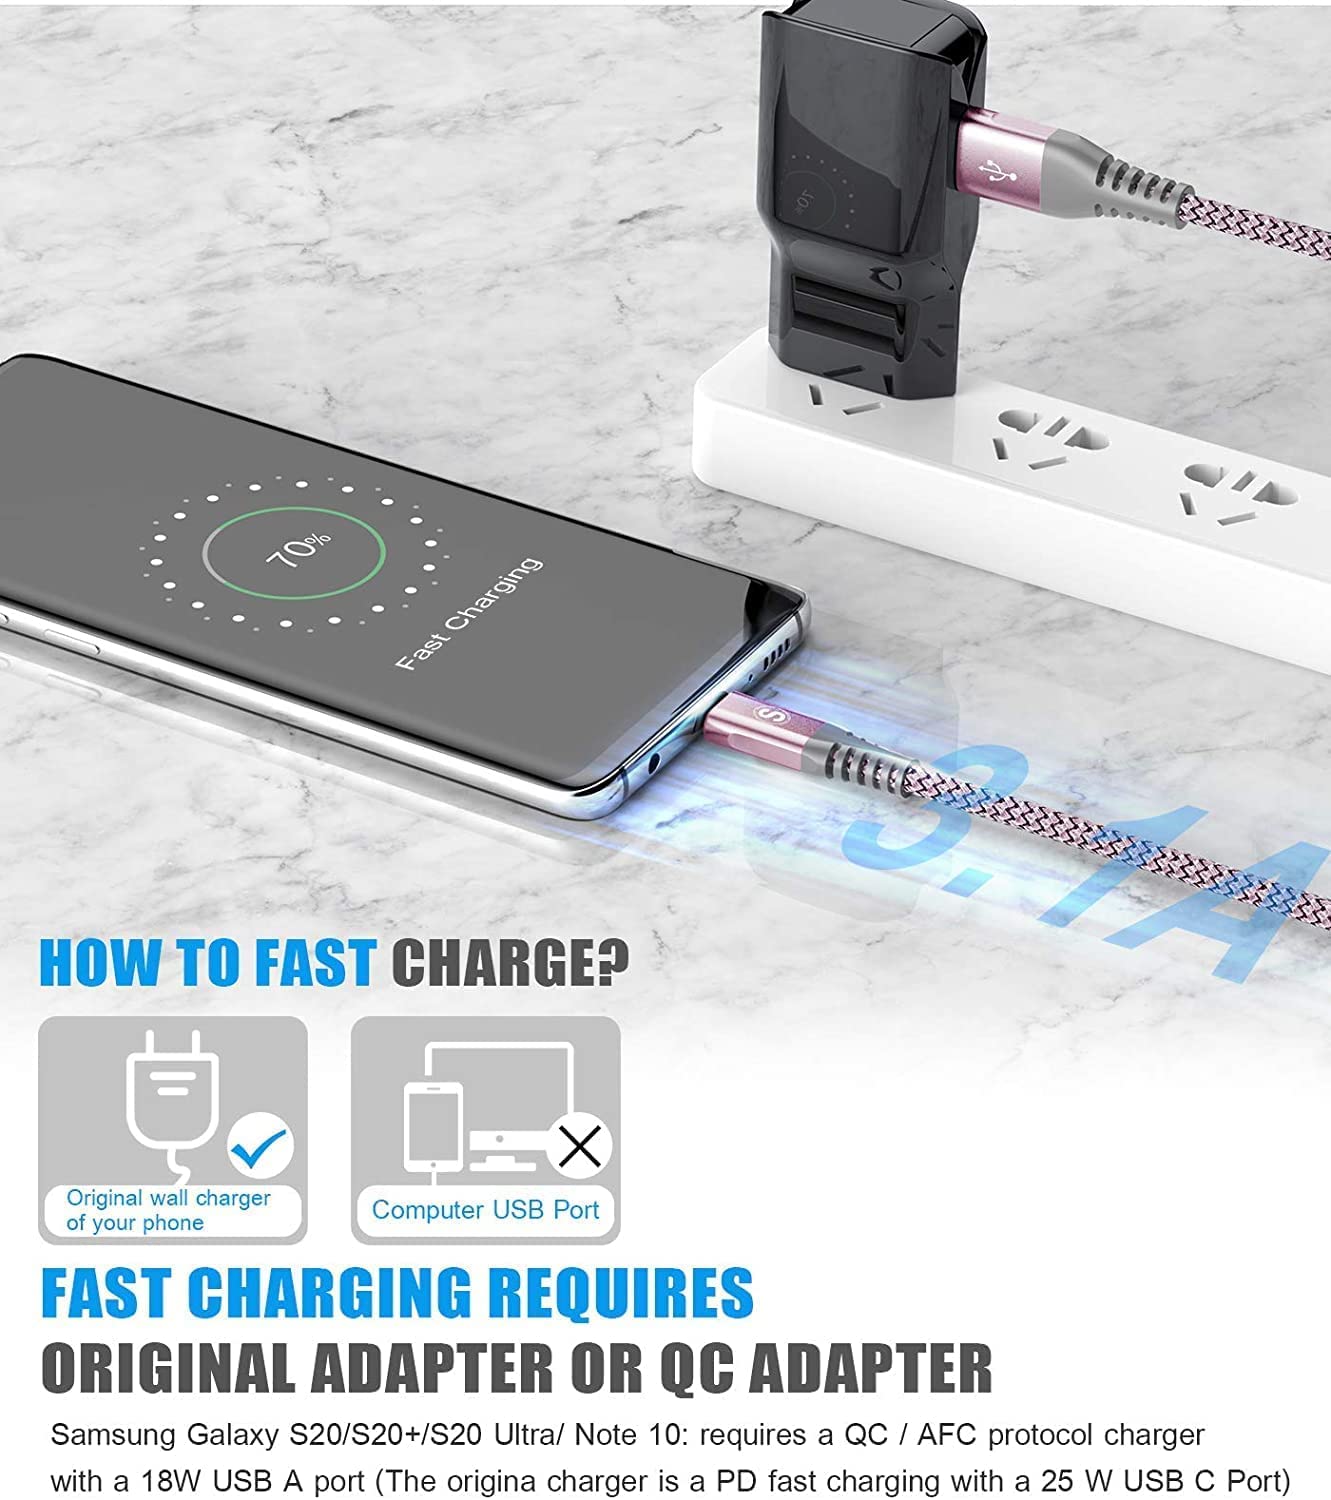 70%
Fast Charging
S
3.1A
HOW TO FAST CHARGE?
Original wall charger
of your phone
Computer USB Port
FAST CHARGING REQUIRES
ORIGINAL ADAPTER OR QC ADAPTER
Samsung Galaxy S20/S20+/S20 Ultra/ Note 10: requires a QC / AFC protocol charger
with a 18W USB A port (The origina charger is a PD fast charging with a 25 W USB C Port)